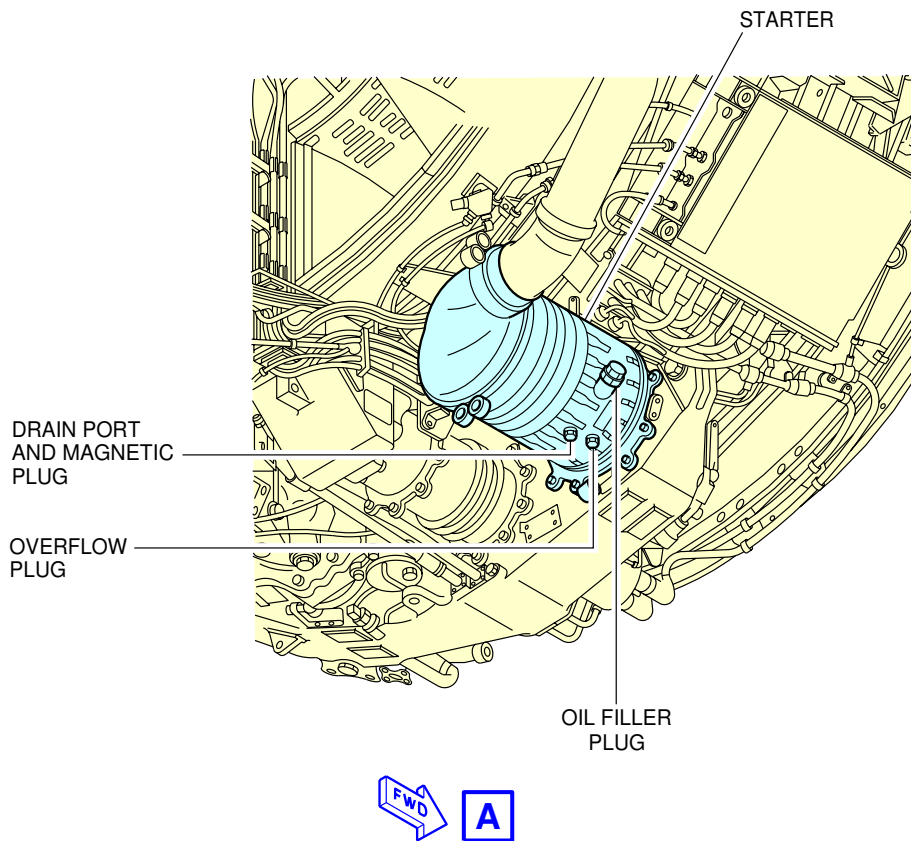 STARTER
DRAIN PORT
AND MAGNETIC
PLUG
OVERFLOW
PLUG
OIL FILLER
PLUG
FWD
A